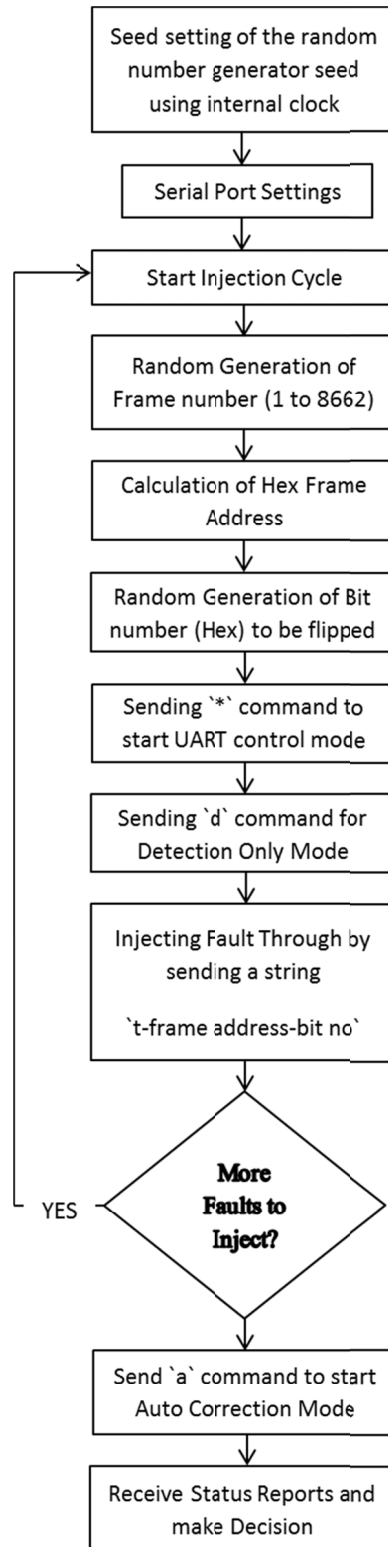 Seed setting of the random
number generator seed
using internal clock
Serial Port Settings
Start Injection Cycle
Random Generation of
Frame number (1 to 8662)
Calculation of Hex Frame
Address
Random Generation of Bit
number (Hex) to be flipped
Sending `*` command to
start UART control mode
Sending `d` command for
Detection Only Mode
Injecting Fault Through by
sending a string
`t-frame address-bit no`
More
Faults to
Inject?
YES
Send `a` command to start
Auto Correction Mode
Receive Status Reports and
make Decision